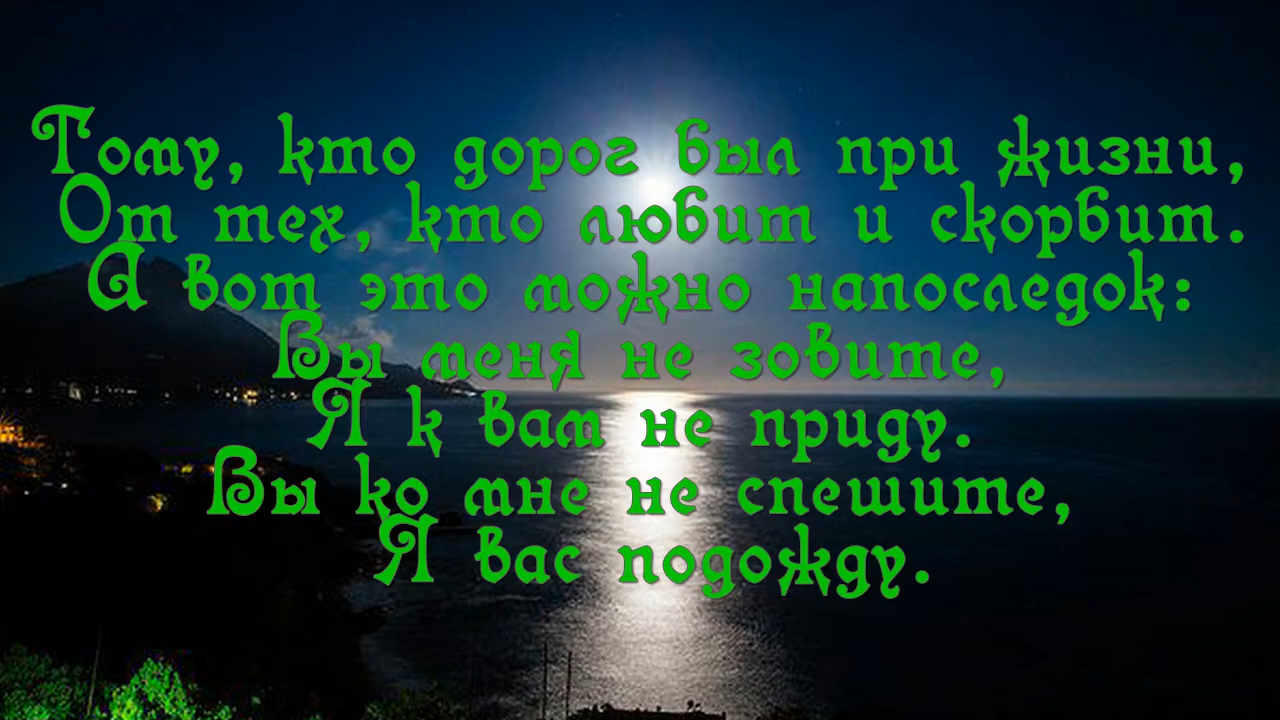 Тому, кто дорог был при жизни,
От тех, кто любит и скорбит.
А вот это можно напоследок:
Вы меня не зовите,
Я к вам не приду.
Вы ко мне не спешите,
Я вас подожду.